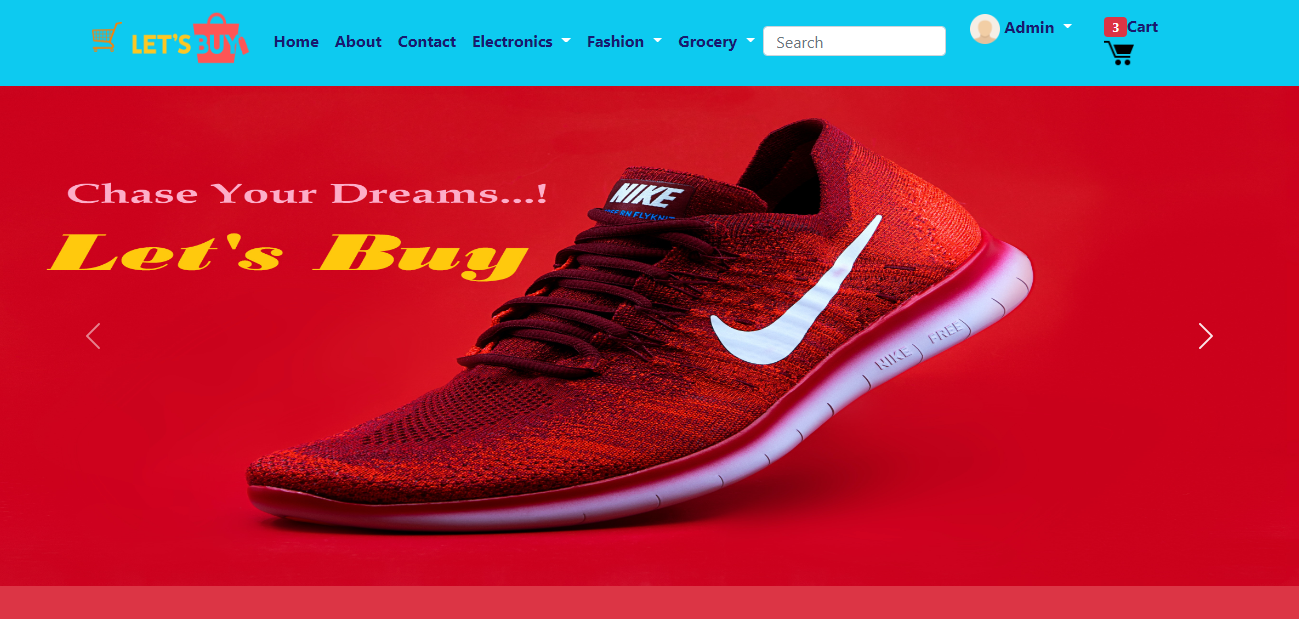 LET'S BUY
Home About Contact Electronics Fashion Grocery Search Admin 3 Cart
Chase Your Dreams...!
Let's Buy
NIKE
FLYKNIT
NIKE FREE